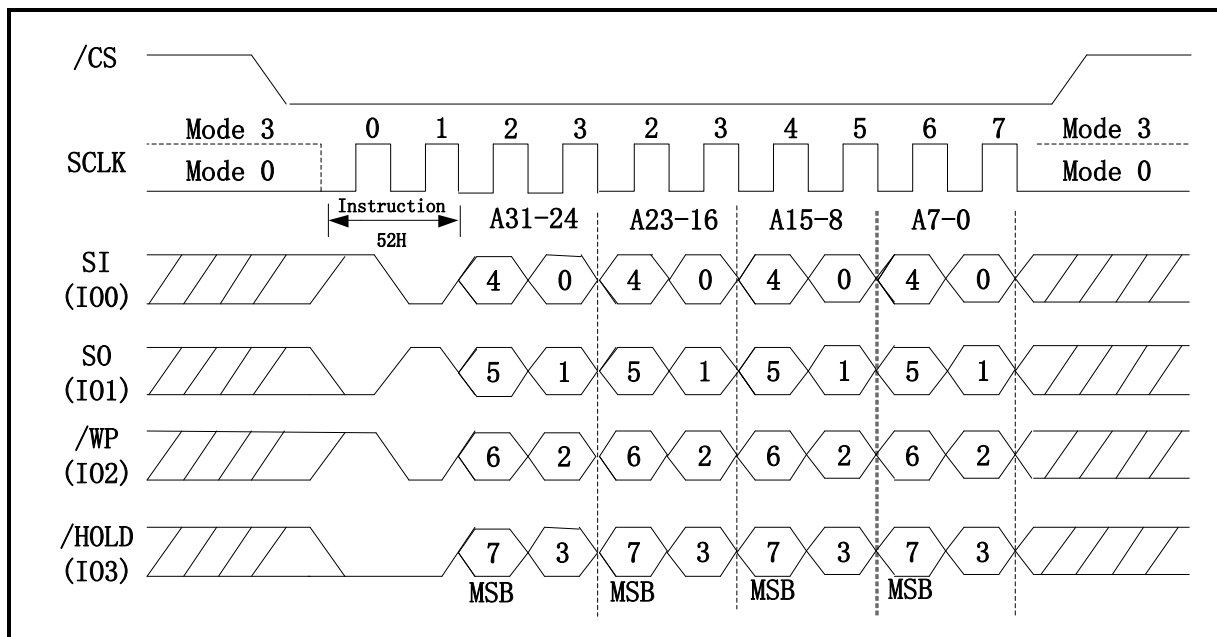 /CS
0 1 2 3 2 3 4 5 6 7
Mode 3 Mode 3
SCLK
Mode 0 Mode 0
Instruction
52H
A31-24 A23-16 A15-8 A7-0
SI
(IO0)
4 0 4 0 4 0 4 0
SO
(IO1)
5 1 5 1 5 1 5 1
/WP
(IO2)
6 2 6 2 6 2 6 2
/HOLD
(IO3)
7 3 7 3 7 3 7 3
MSB MSB MSB MSB